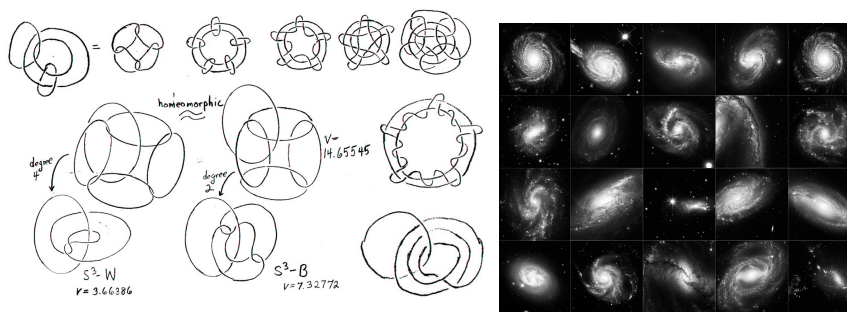 =
homeomorphic
V=
14.65545
degree
4
degree
2
S³-W
V=3.66386
S³-B
V=7.32772